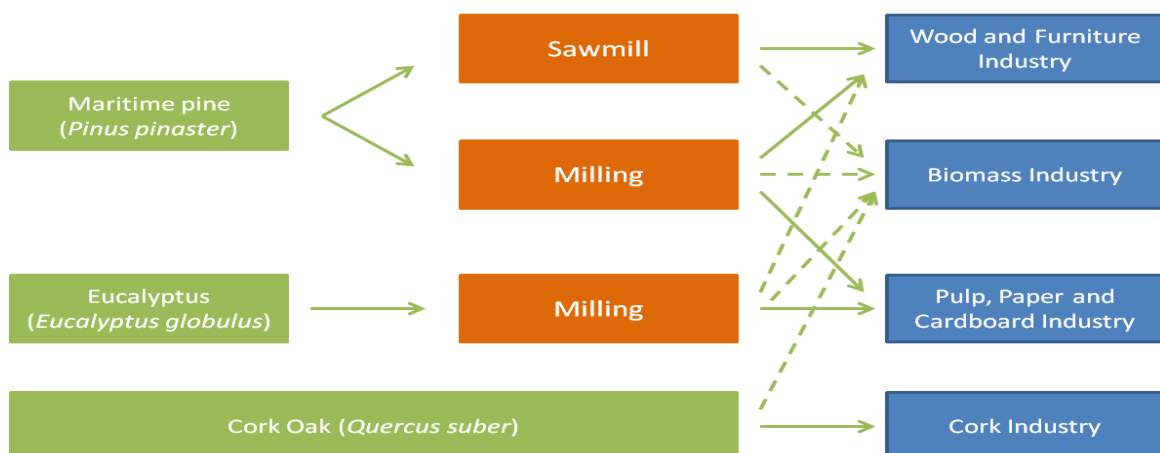 Sawmill
Wood and Furniture
Industry
Maritime pine
(Pinus pinaster)
Milling
Biomass Industry
Eucalyptus
(Eucalyptus globulus)
Milling
Pulp, Paper and
Cardboard Industry
Cork Oak (Quercus suber)
Cork Industry